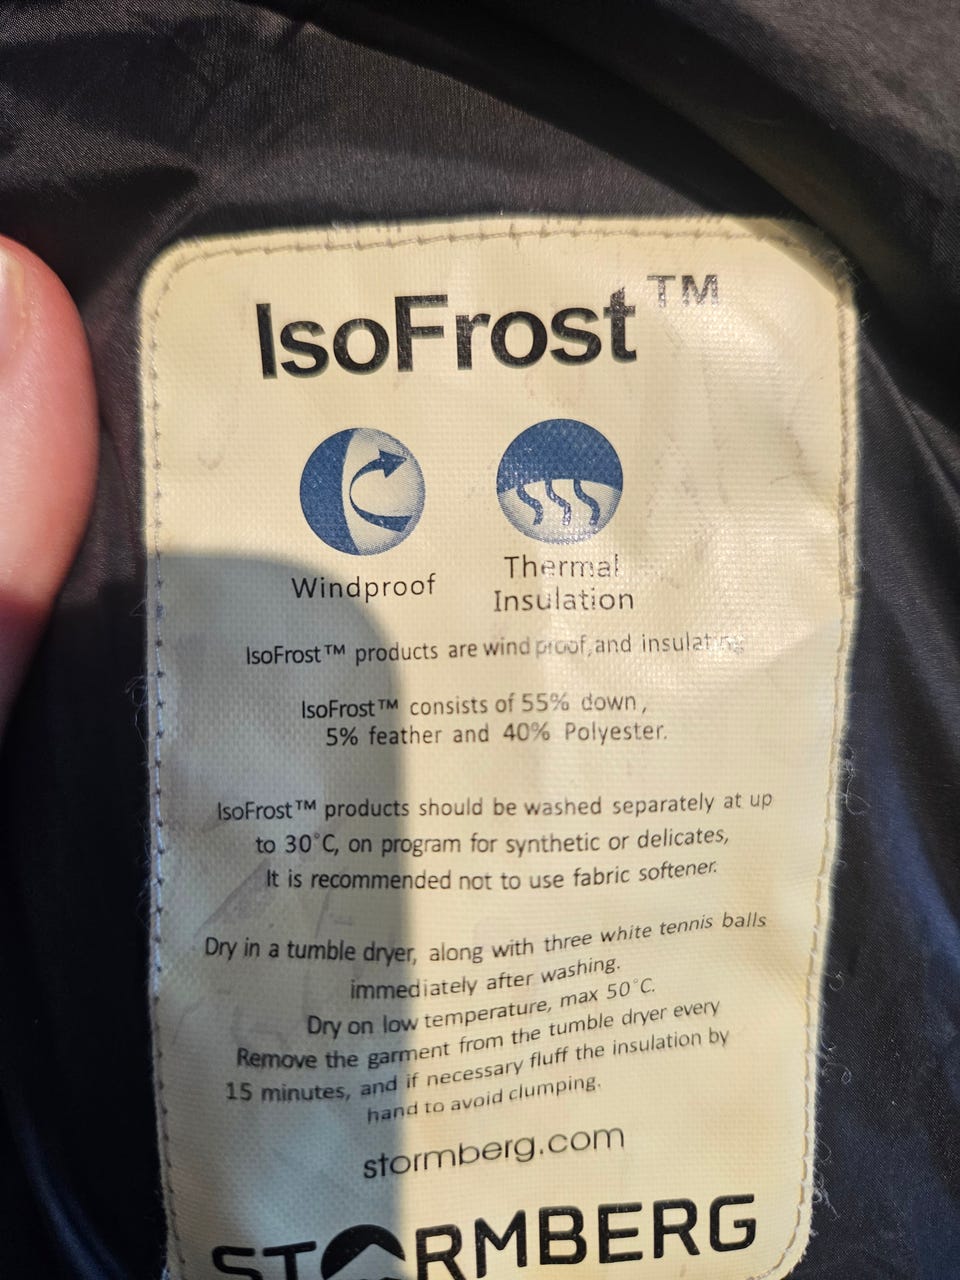 IsoFrost™
Windproof
Thermal
Insulation
IsoFrost™ products are wind proof,and insulating
IsoFrost™ consists of 55% down,
5% feather and 40% Polyester.
IsoFrost™ products should be washed separately at up
to 30°C, on program for synthetic or delicates,
It is recommended not to use fabric softener.
Dry in a tumble dryer, along with three white tennis balls
immediately after washing.
Dry on low temperature, max 50°C.
Remove the garment from the tumble dryer every
15 minutes, and if necessary fluff the insulation by
hand to avoid clumping.
stormberg.com
STORMBERG